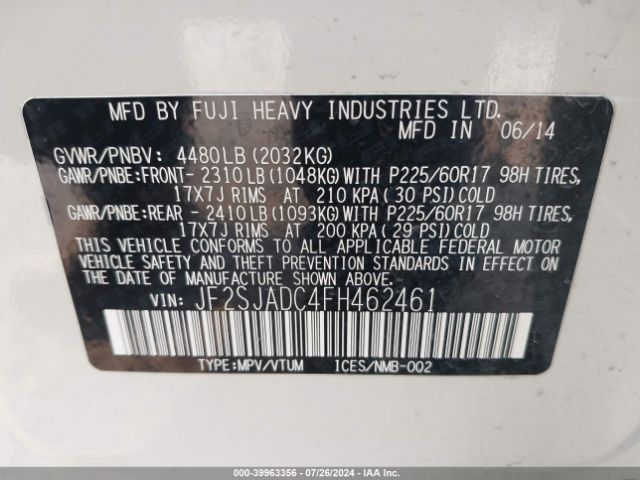 MFD BY FUJI HEAVY INDUSTRIES LTD.
MFD IN 06/14
GVWR/PNBV: 4480LB(2032KG)
GAWR/PNBE:FRONT- 2310LB(1048KG)WITH P225/60R17 98H TIRES,
17X7J RIMS AT 210 KPA(30 PSI)COLD
GAWR/PNBE:REAR - 2410LB(1093KG)WITH P225/60R17 98H TIRES,
17X7J RIMS AT 200 KPA(29 PSI)COLD
THIS VEHICLE CONFORMS TO ALL APPLICABLE FEDERAL MOTOR
VEHICLE SAFETY AND THEFT PREVENTION STANDARDS IN EFFECT ON
THE DATE OF MANUFACTURE SHOWN ABOVE.
VIN: JF2SJADC4FH462461
TYPE:MPV/VTUM ICES/NMB-002
000-39963356 - 07/26/2024 - IAA Inc.